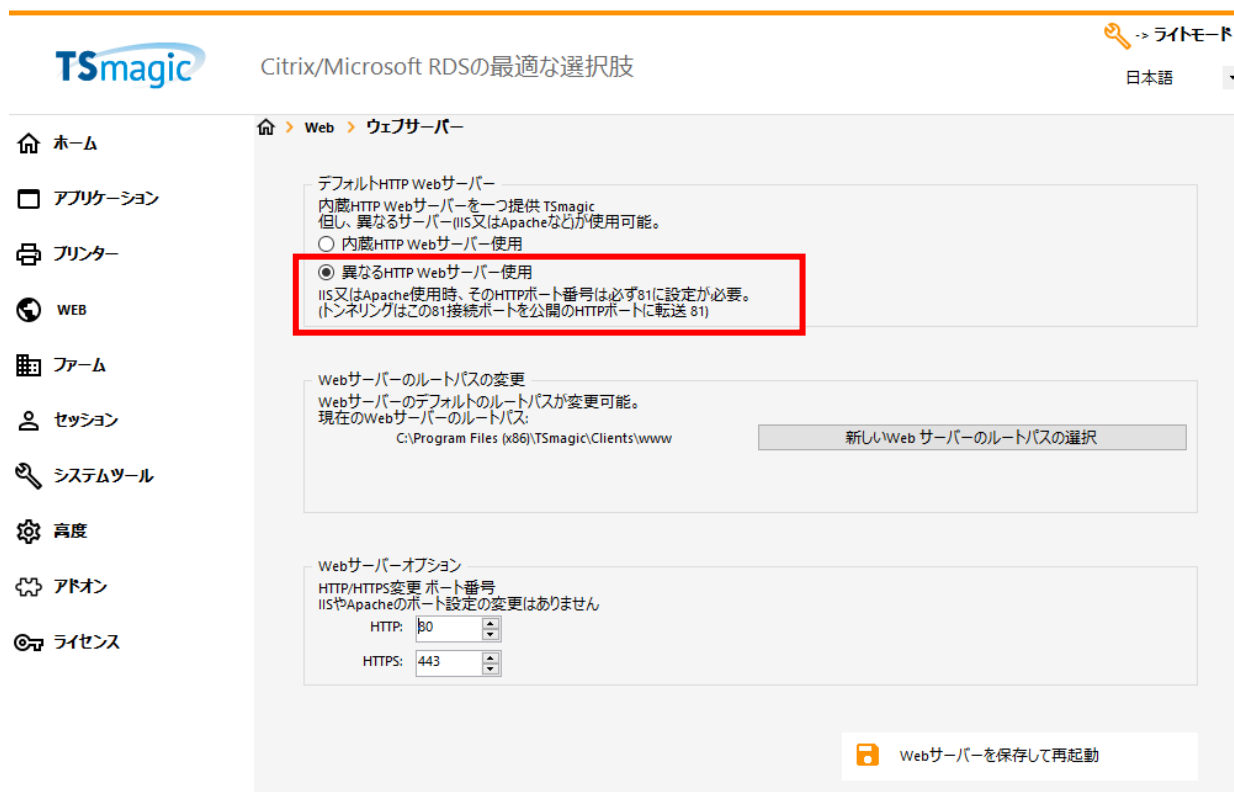 -> ライトモード
TSmagic
Citrix/Microsoft RDSの最適な選択肢
日本語
Web > ウェブサーバー
ホーム
アプリケーション
プリンター
WEB
ファーム
セッション
システムツール
高度
アドオン
ライセンス
デフォルトHTTP Webサーバー
内蔵HTTP Webサーバーを一つ提供 TSmagic
但し、異なるサーバー(IIS又はApacheなど)が使用可能。
内蔵HTTP Webサーバー使用
異なるHTTP Webサーバー使用
IIS又はApache使用時、そのHTTPポート番号は必ず81に設定が必要。
(トンネリングはこの81接続ポートを公開のHTTPポートに転送 81)
Webサーバーのルートパスの変更
Webサーバーのデフォルトのルートパスが変更可能。
現在のWebサーバーのルートパス:
C:\Program Files (x86)\TSmagic\Clients\www
新しいWeb サーバーのルートパスの選択
Webサーバーオプション
HTTP/HTTPS変更 ポート番号
IISやApacheのポート設定の変更はありません
HTTP: 80
HTTPS: 443
Webサーバーを保存して再起動